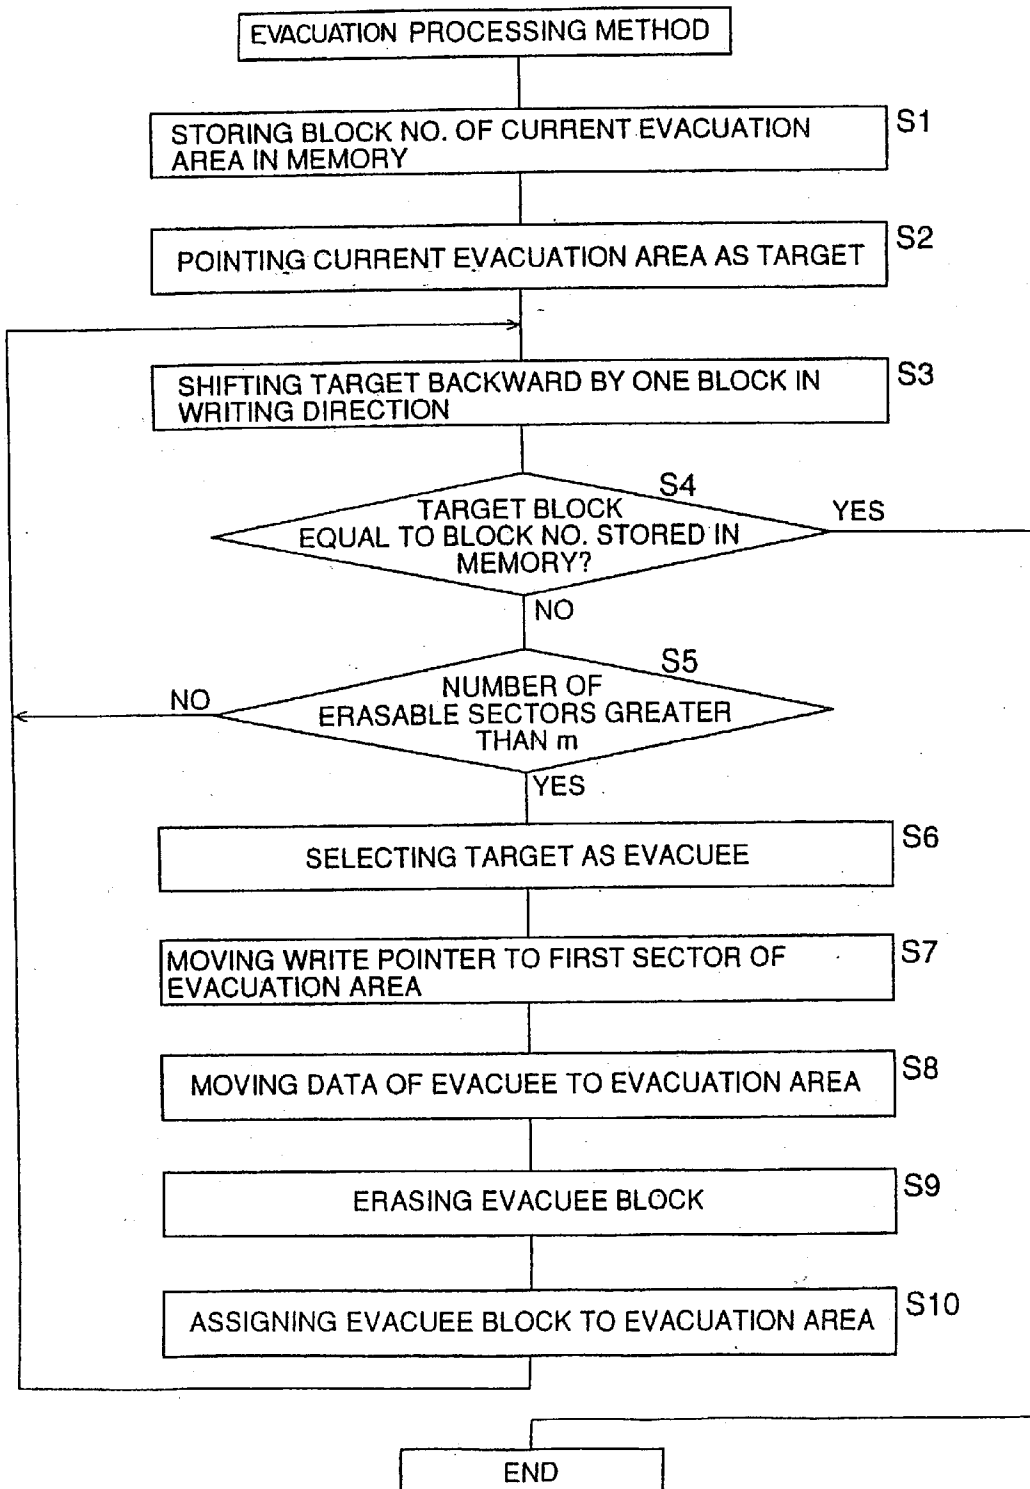 EVACUATION PROCESSING METHOD
STORING BLOCK NO. OF CURRENT EVACUATION
AREA IN MEMORY
S1
POINTING CURRENT EVACUATION AREA AS TARGET
S2
SHIFTING TARGET BACKWARD BY ONE BLOCK IN
WRITING DIRECTION
S3
S4
TARGET BLOCK
EQUAL TO BLOCK NO. STORED IN
MEMORY?
YES
NO
S5
NUMBER OF
ERASABLE SECTORS GREATER
THAN m
NO
YES
SELECTING TARGET AS EVACUEE
S6
MOVING WRITE POINTER TO FIRST SECTOR OF
EVACUATION AREA
S7
MOVING DATA OF EVACUEE TO EVACUATION AREA
S8
ERASING EVACUEE BLOCK
S9
ASSIGNING EVACUEE BLOCK TO EVACUATION AREA
S10
END